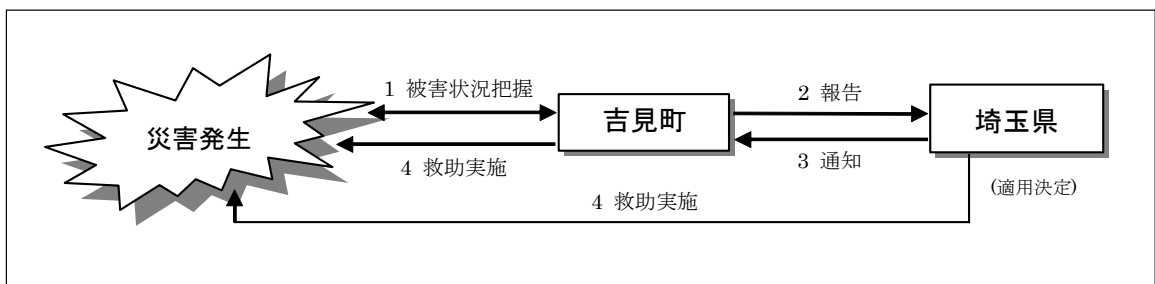 1 被害状況把握
2 報告
災害発生
吉見町
埼玉県
4 救助実施
3 通知
(適用決定)
4 救助実施